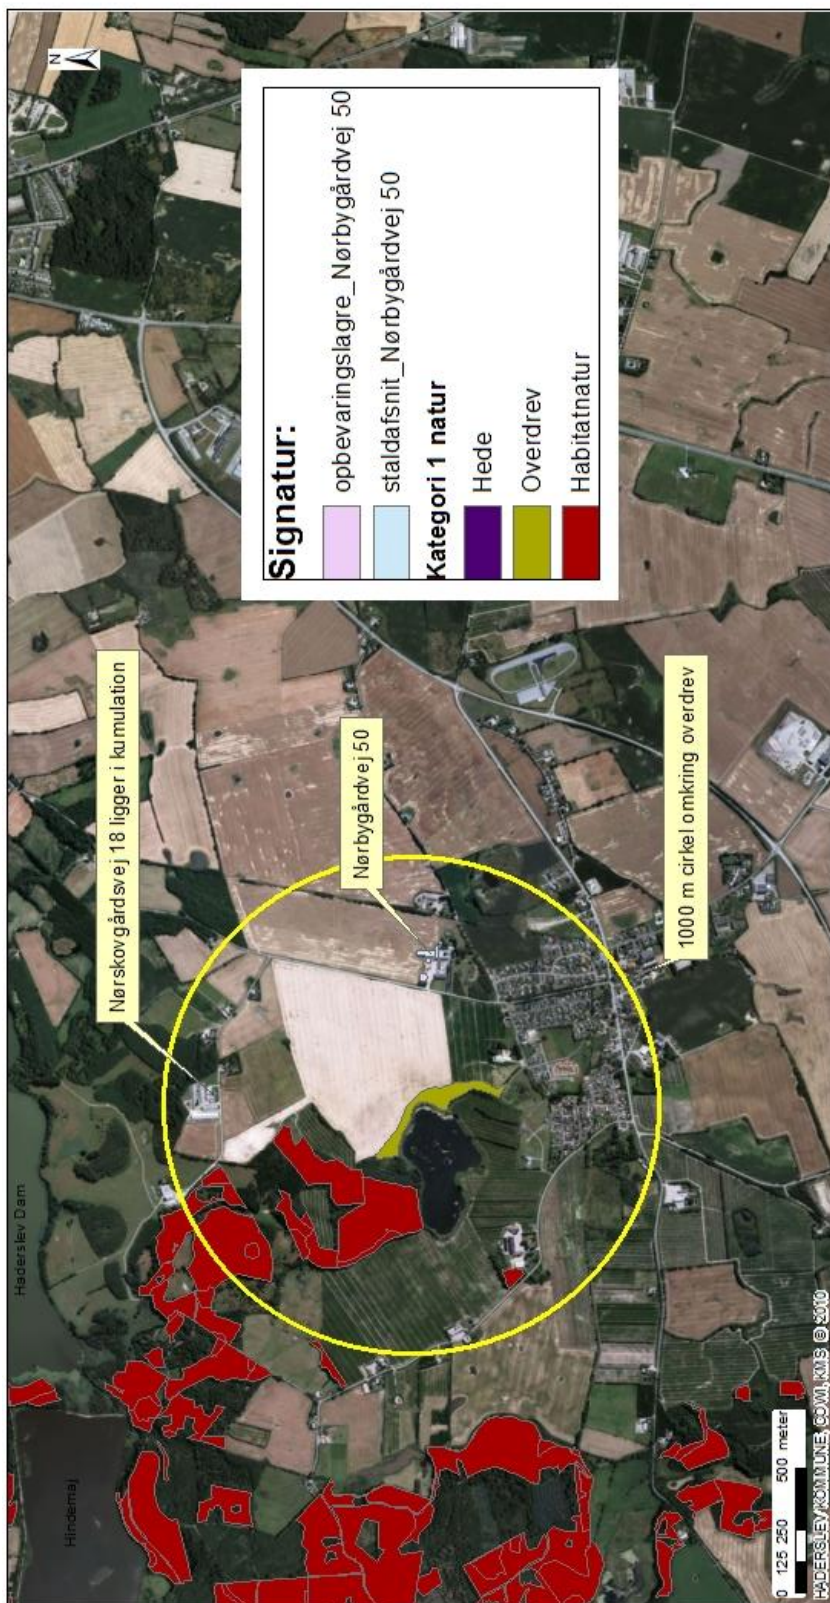 Haderslev Dam
Hindemaj
N
Nørskovgårdsvej 18 ligger i kumulation
Nørbygårdvej 50
1000 m cirkel omkring overdrev
Signatur:
opbevaringslagre_Nørbygårdvej 50
staldafsnit_Nørbygårdvej 50
Kategori 1 natur
Hede
Overdrev
Habitatnatur
0 125 250 500 meter
HADERSLEV KOMMUNE, COWI, KMS © 2010